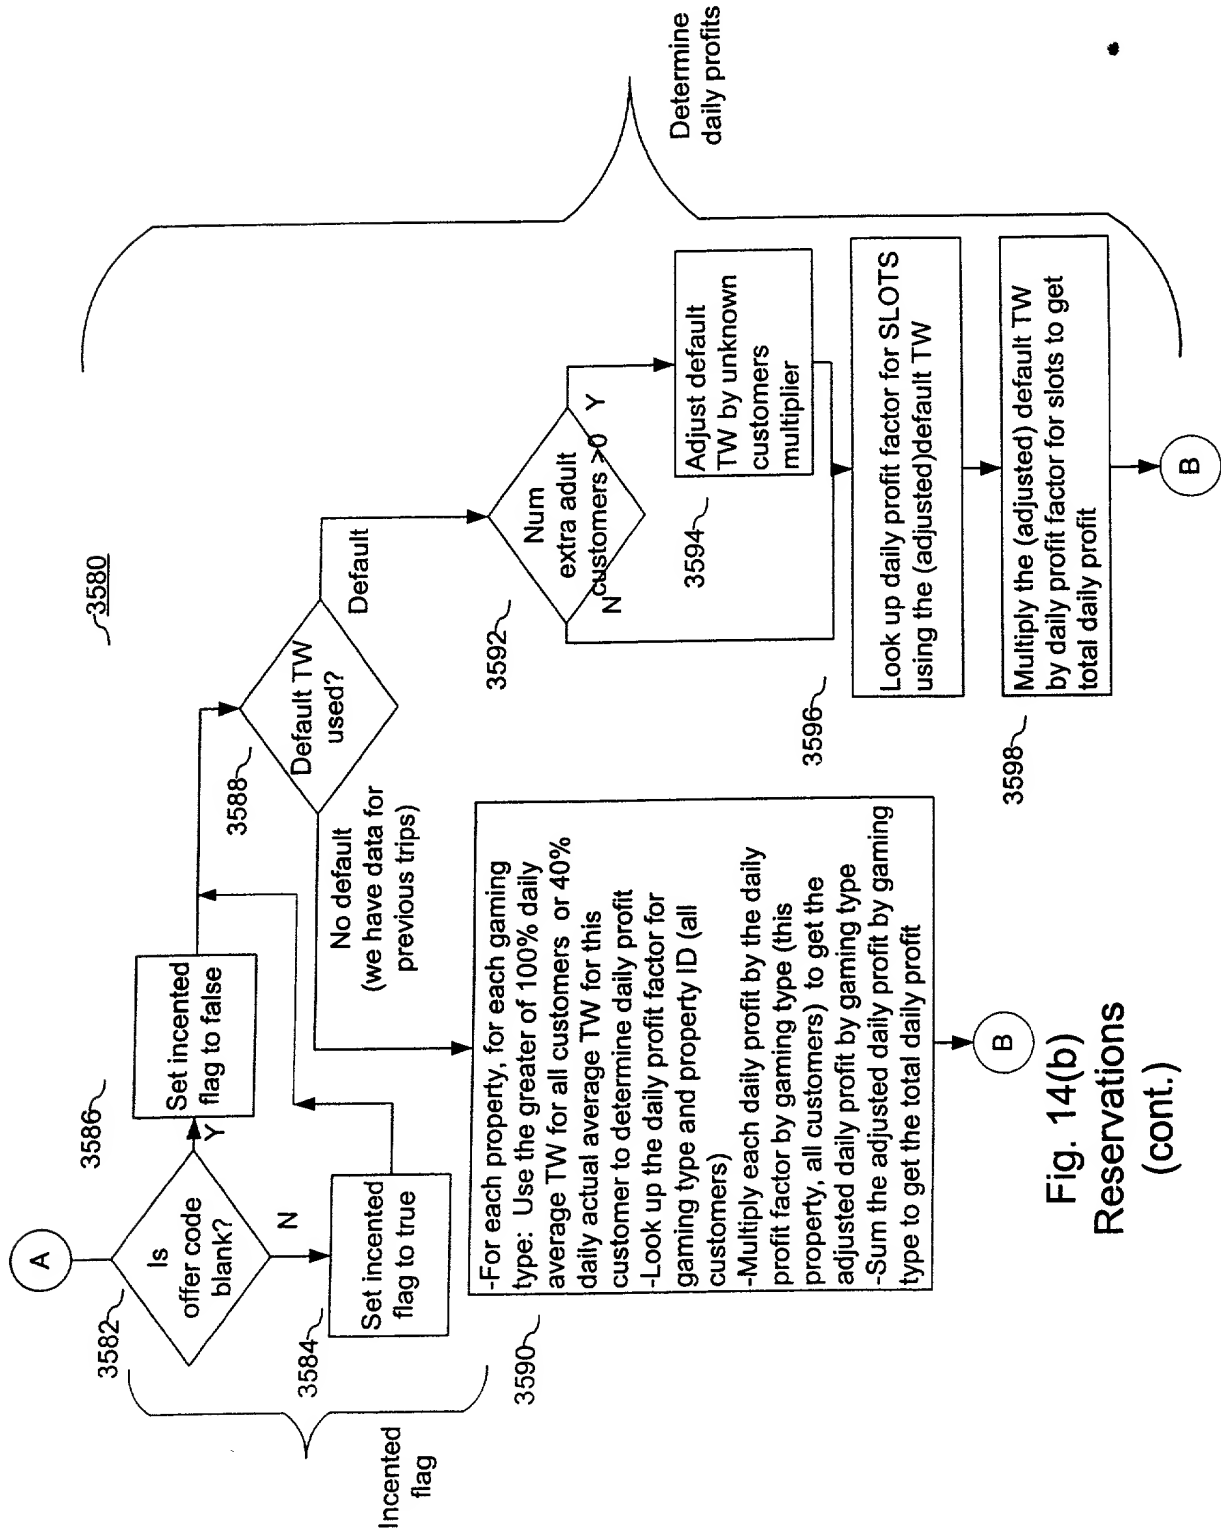 3580
A
3582
Is
offer code
blank?
Y
N
3586
Set incented
flag to false
3584
Set incented
flag to true
Incented
flag
3588
Default TW
used?
No default
(we have data for
previous trips)
Default
3590
-For each property, for each gaming
type: Use the greater of 100% daily
average TW for all customers or 40%
daily actual average TW for this
customer to determine daily profit
-Look up the daily profit factor for
gaming type and property ID (all
customers)
-Multiply each daily profit by the daily
profit factor by gaming type (this
property, all customers) to get the
adjusted daily profit by gaming type
-Sum the adjusted daily profit by gaming
type to get the total daily profit
B
3592
Num
extra adult
customers >0
N
Y
3594
Adjust default
TW by unknown
customers
multiplier
3596
Look up daily profit factor for SLOTS
using the (adjusted)default TW
3598
Multiply the (adjusted) default TW
by daily profit factor for slots to get
total daily profit
B
Determine
daily profits
Fig. 14(b)
Reservations
(cont.)